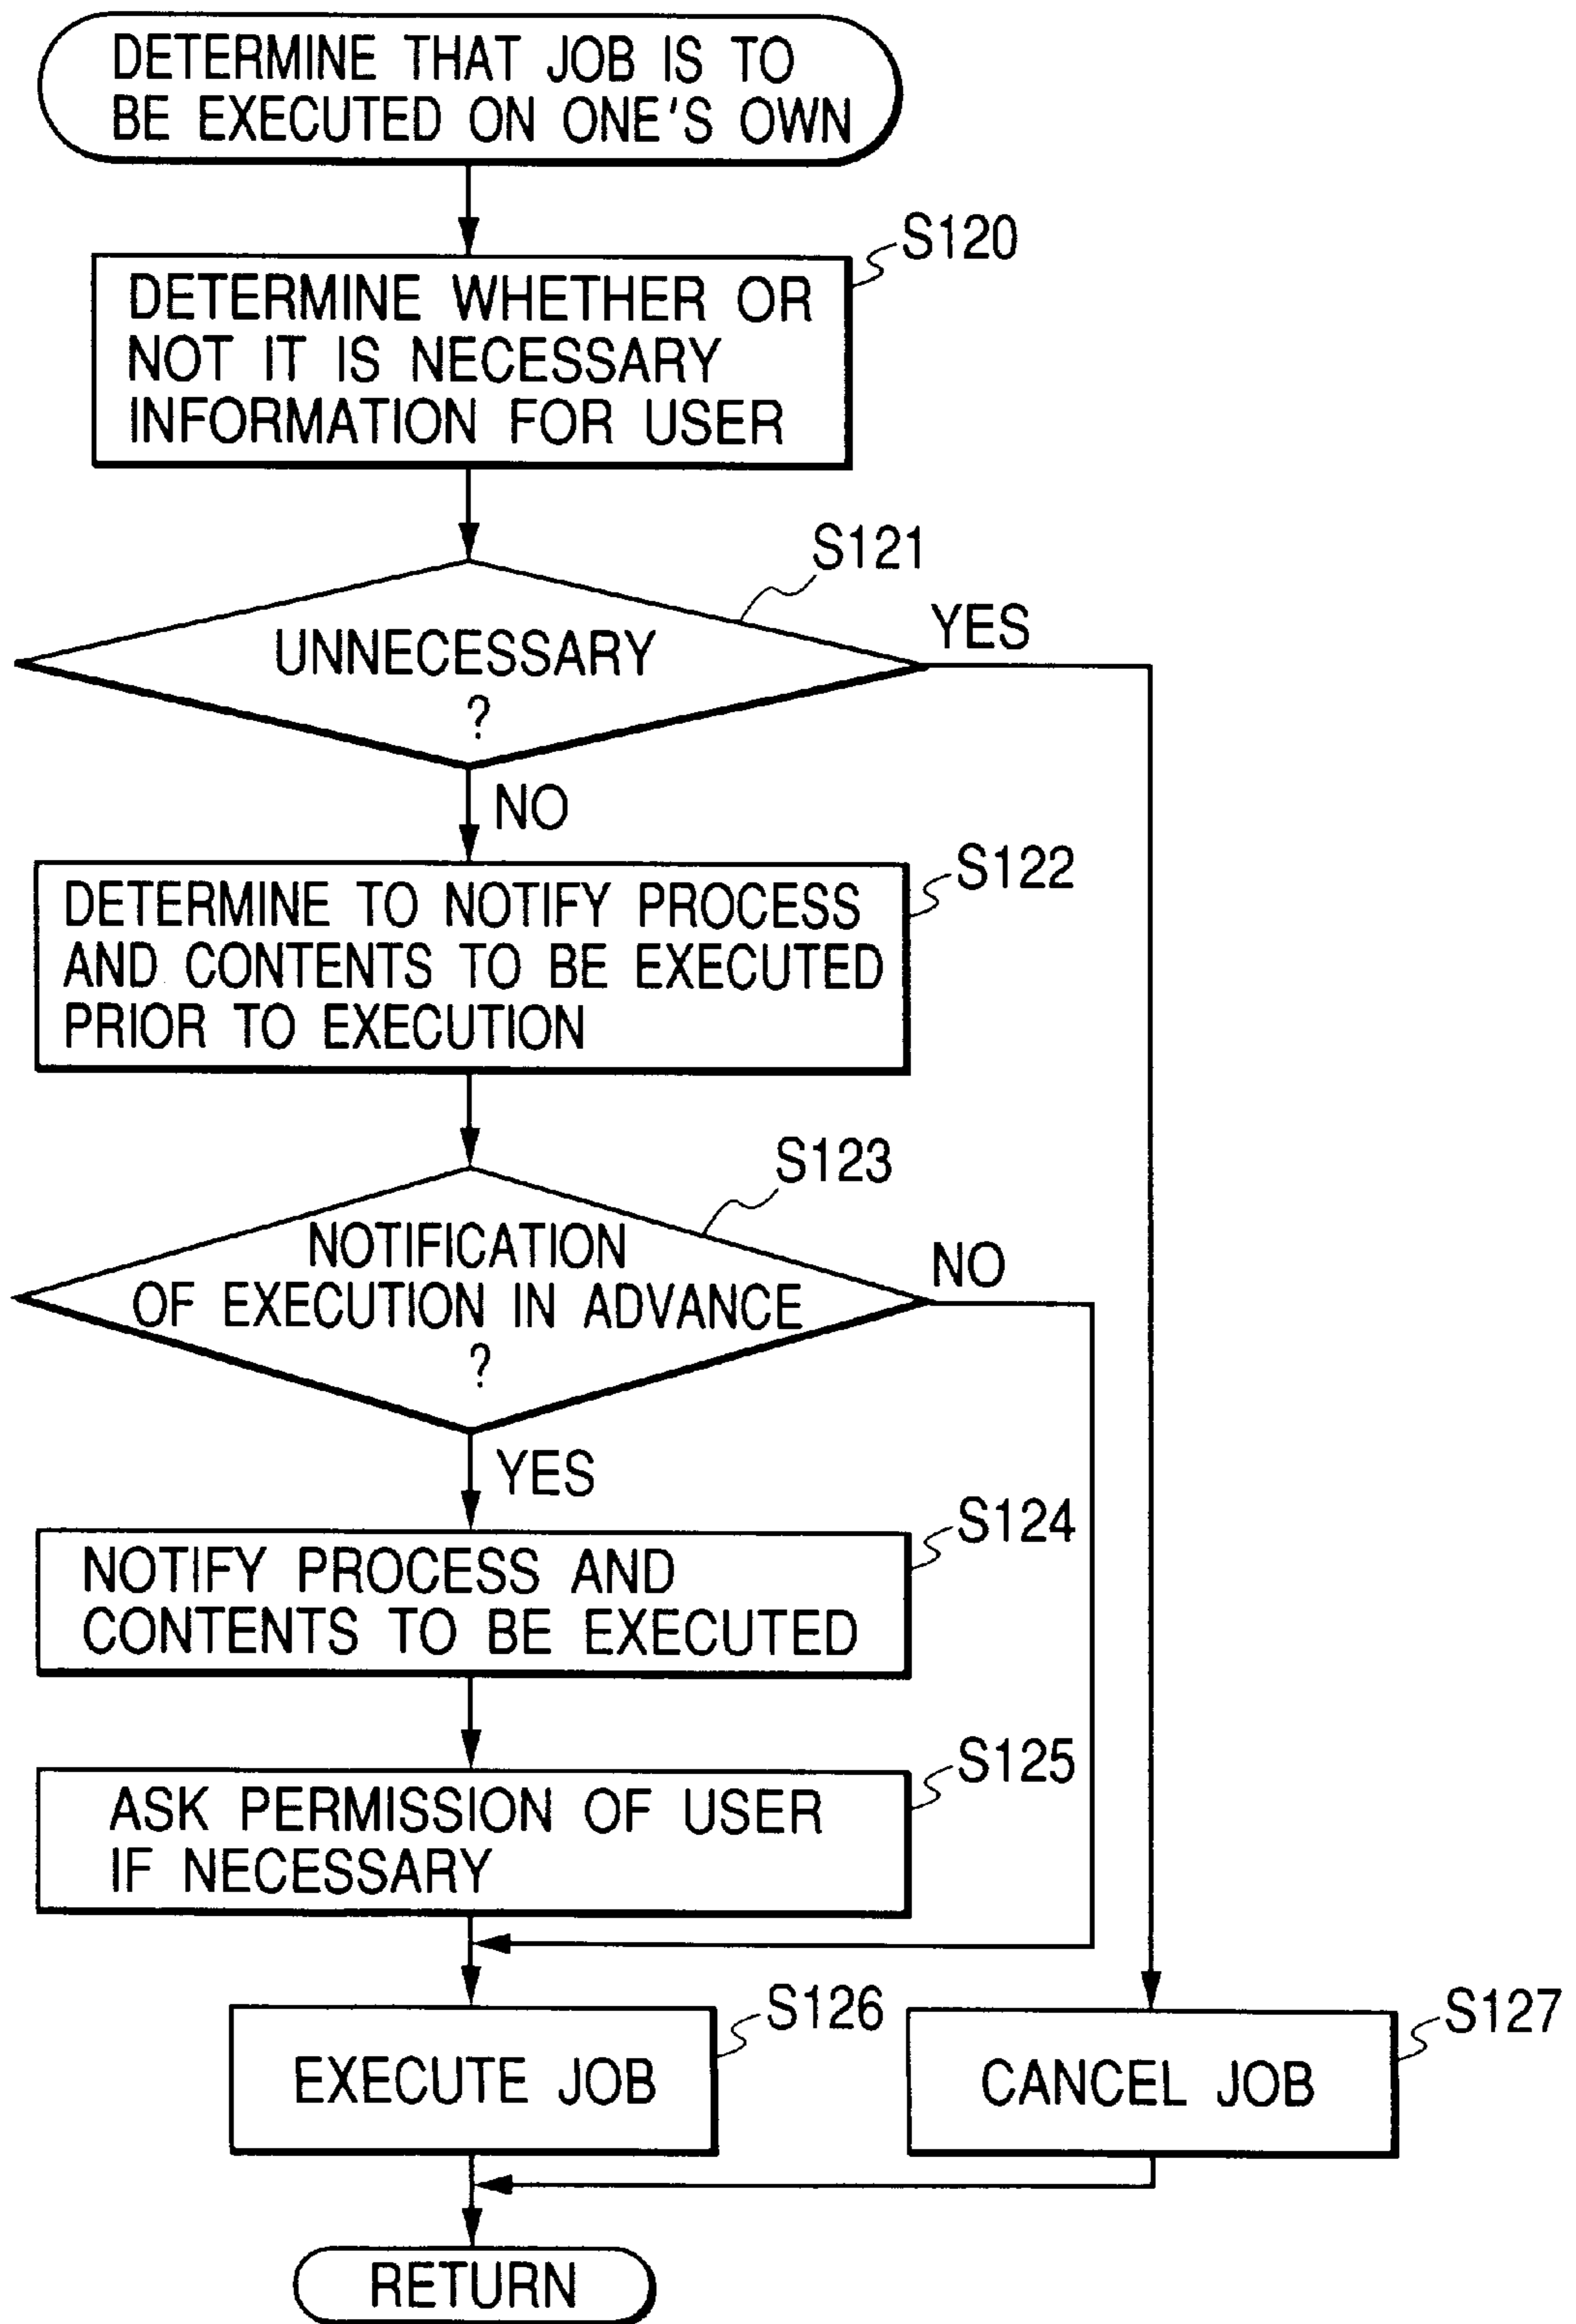 DETERMINE THAT JOB IS TO
BE EXECUTED ON ONE'S OWN
S120
DETERMINE WHETHER OR
NOT IT IS NECESSARY
INFORMATION FOR USER
S121
UNNECESSARY
?
YES
NO
S122
DETERMINE TO NOTIFY PROCESS
AND CONTENTS TO BE EXECUTED
PRIOR TO EXECUTION
S123
NOTIFICATION
OF EXECUTION IN ADVANCE
?
NO
YES
S124
NOTIFY PROCESS AND
CONTENTS TO BE EXECUTED
S125
ASK PERMISSION OF USER
IF NECESSARY
S126
EXECUTE JOB
S127
CANCEL JOB
RETURN